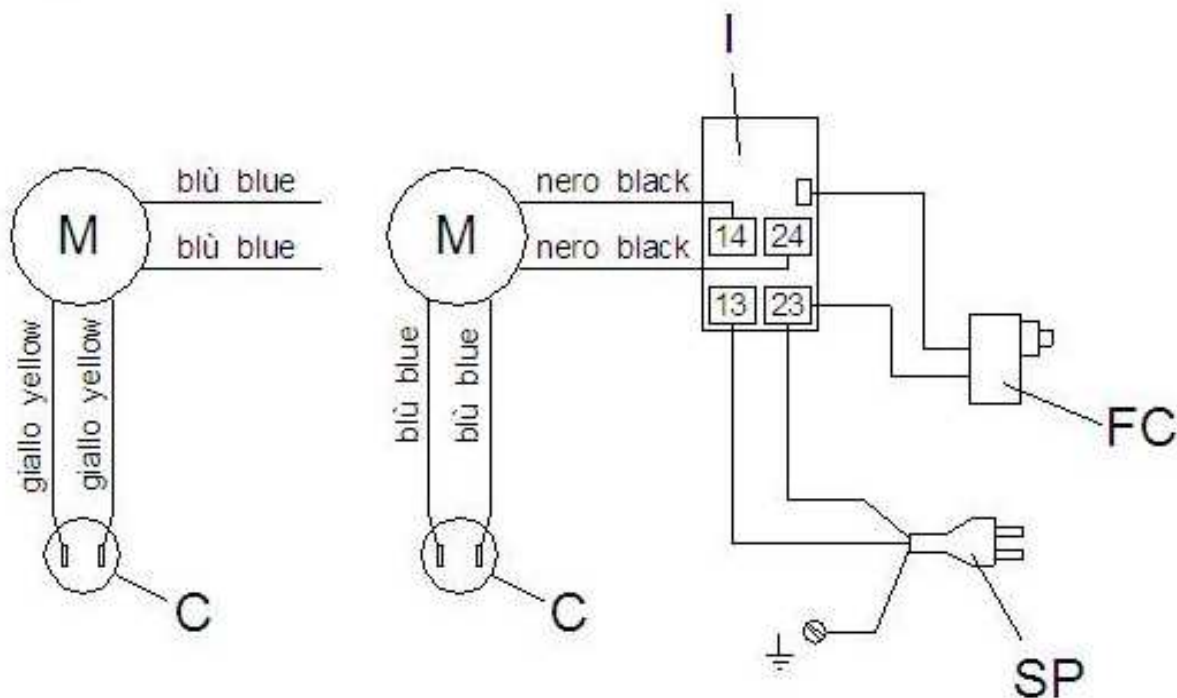 I
blù blue
blù blue
M
giallo yellow
giallo yellow
C
nero black
nero black
M
blù blue
blù blue
C
14 24
13 23
FC
SP